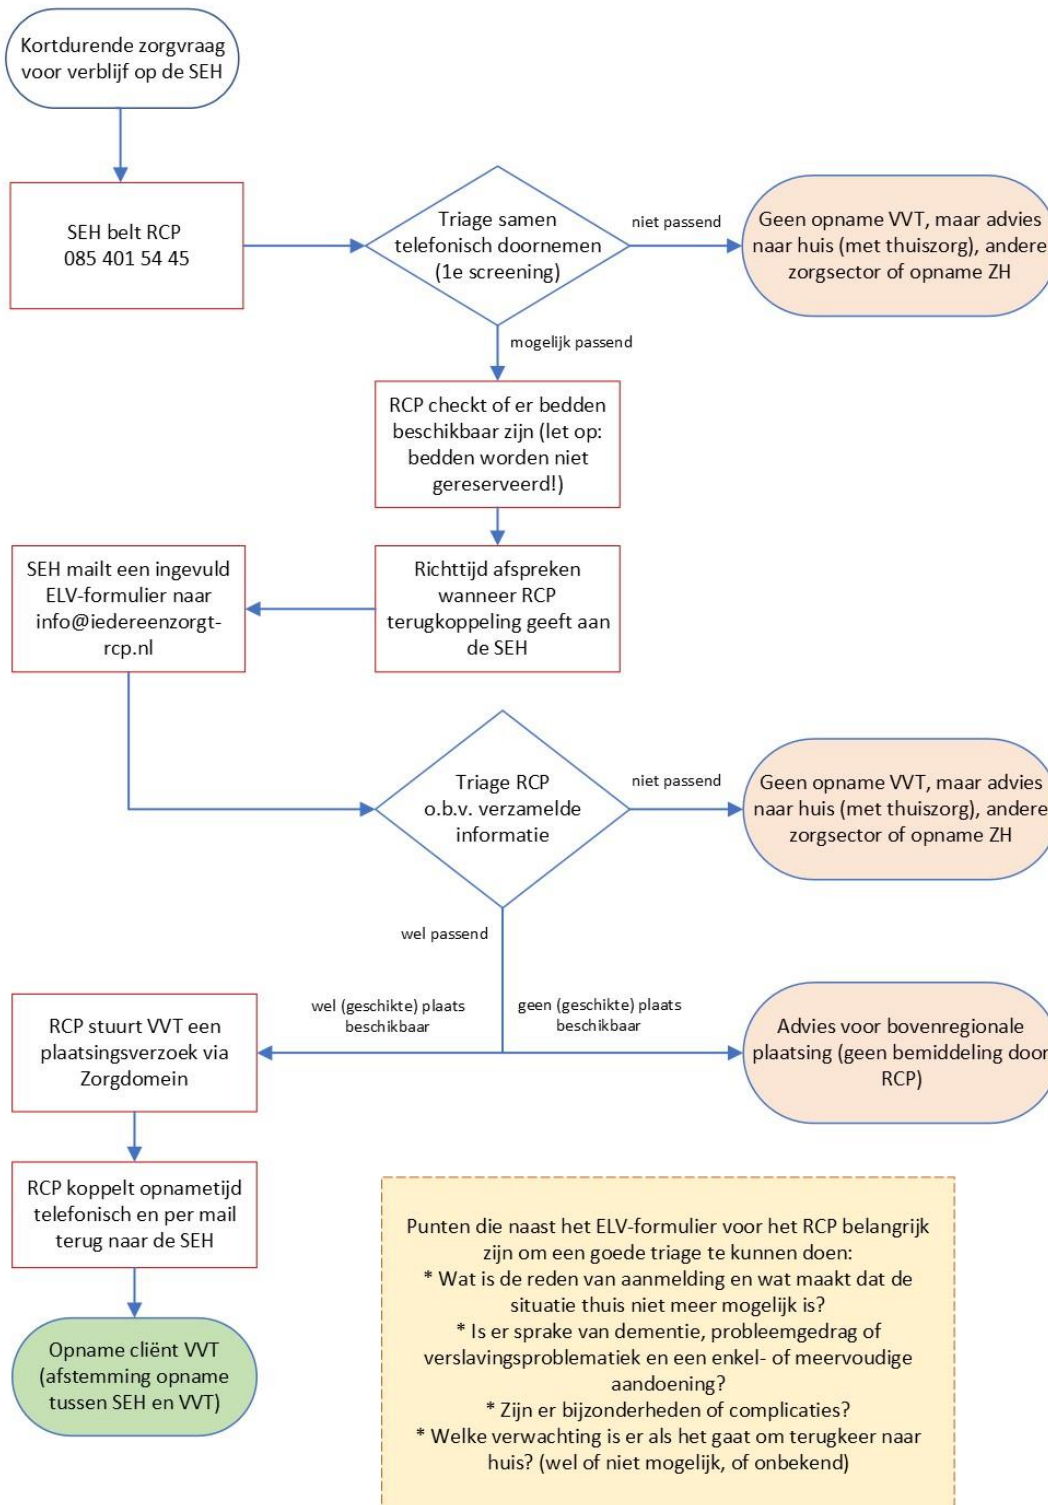 Kortdurende zorgvraag
voor verblijf op de SEH
SEH belt RCP
085 401 54 45
Triage samen
telefonisch doornemen
(1e screening)
niet passend
Geen opname VVT, maar advies
naar huis (met thuiszorg), andere
zorgsector of opname ZH
mogelijk passend
RCP checkt of er bedden
beschikbaar zijn (let op:
bedden worden niet
gereserveerd!)
Richttijd afspreken
wanneer RCP
terugkoppeling geeft aan
de SEH
SEH mailt een ingevuld
ELV-formulier naar
info@iedereenzorgt-
rcp.nl
Triage RCP
o.b.v. verzamelde
informatie
niet passend
Geen opname VVT, maar advies
naar huis (met thuiszorg), andere
zorgsector of opname ZH
wel passend
wel (geschikte) plaats
beschikbaar
geen (geschikte) plaats
beschikbaar
RCP stuurt VVT een
plaatsingsverzoek via
Zorgdomein
Advies voor bovenregionale
plaatsing (geen bemiddeling door
RCP)
RCP koppelt opnametijd
telefonisch en per mail
terug naar de SEH
Opname cliënt VVT
(afstemming opname
tussen SEH en VVT)
Punten die naast het ELV-formulier voor het RCP belangrijk
zijn om een goede triage te kunnen doen:
* Wat is de reden van aanmelding en wat maakt dat de
situatie thuis niet meer mogelijk is?
* Is er sprake van dementie, probleemgedrag of
verslavingsproblematiek en een enkel- of meervoudige
aandoening?
* Zijn er bijzonderheden of complicaties?
* Welke verwachting is er als het gaat om terugkeer naar
huis? (wel of niet mogelijk, of onbekend)